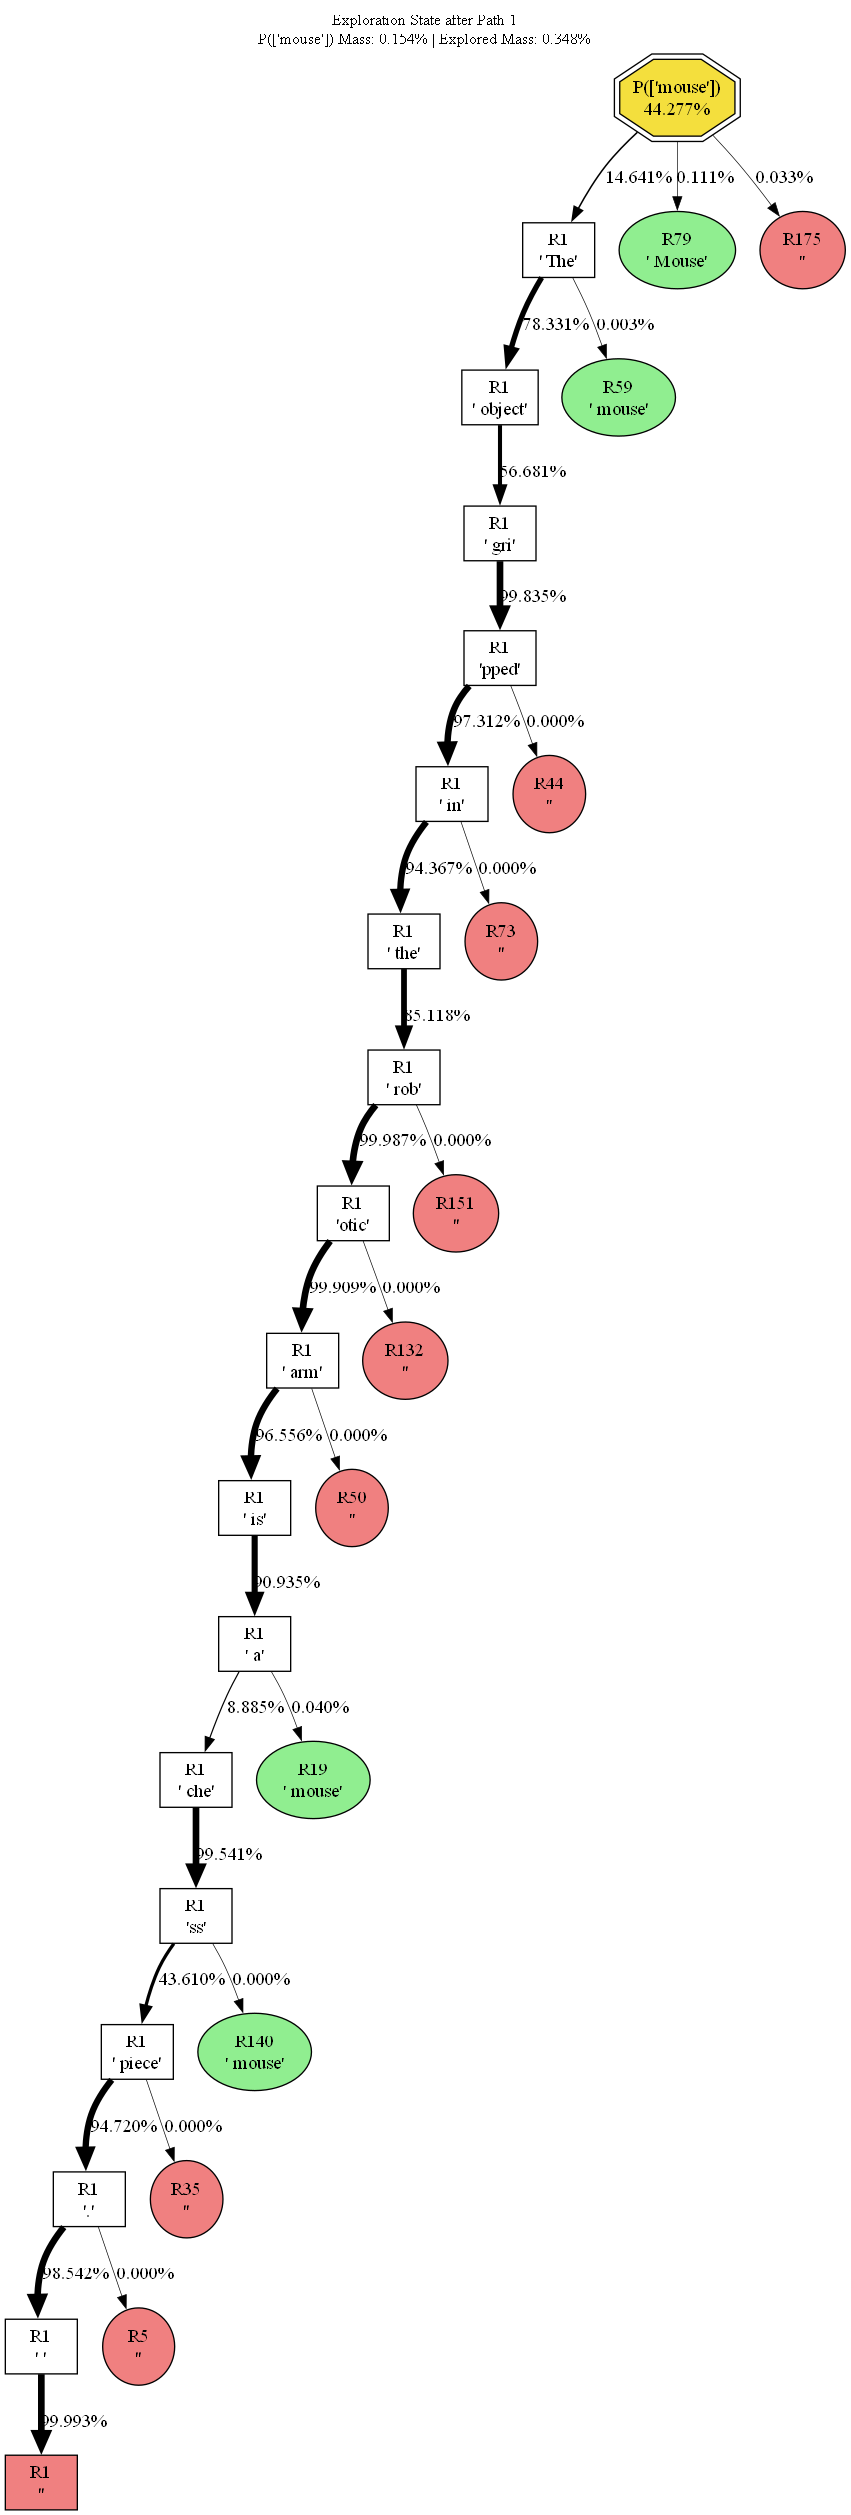 Exploration State after Path 1
P(['mouse']) Mass: 0.154% | Explored Mass: 0.348%
P(['mouse'])
44.277%
14.641%
0.111%
0.033%
R1
' The'
R79
' Mouse'
R175
''
78.331%
0.003%
R1
' object'
R59
' mouse'
56.681%
R1
' gri'
99.835%
R1
'pped'
97.312%
0.000%
R1
' in'
R44
''
94.367%
0.000%
R1
' the'
R73
''
85.118%
R1
' rob'
99.987%
0.000%
R1
'otic'
R151
''
99.909%
0.000%
R1
' arm'
R132
''
96.556%
0.000%
R1
' is'
R50
''
90.935%
R1
' a'
8.885%
0.040%
R1
' che'
R19
' mouse'
99.541%
R1
'ss'
43.610%
0.000%
R1
' piece'
R140
' mouse'
94.720%
0.000%
R1
'.'
R35
''
98.542%
0.000%
R1
' '
R5
''
99.993%
R1
''